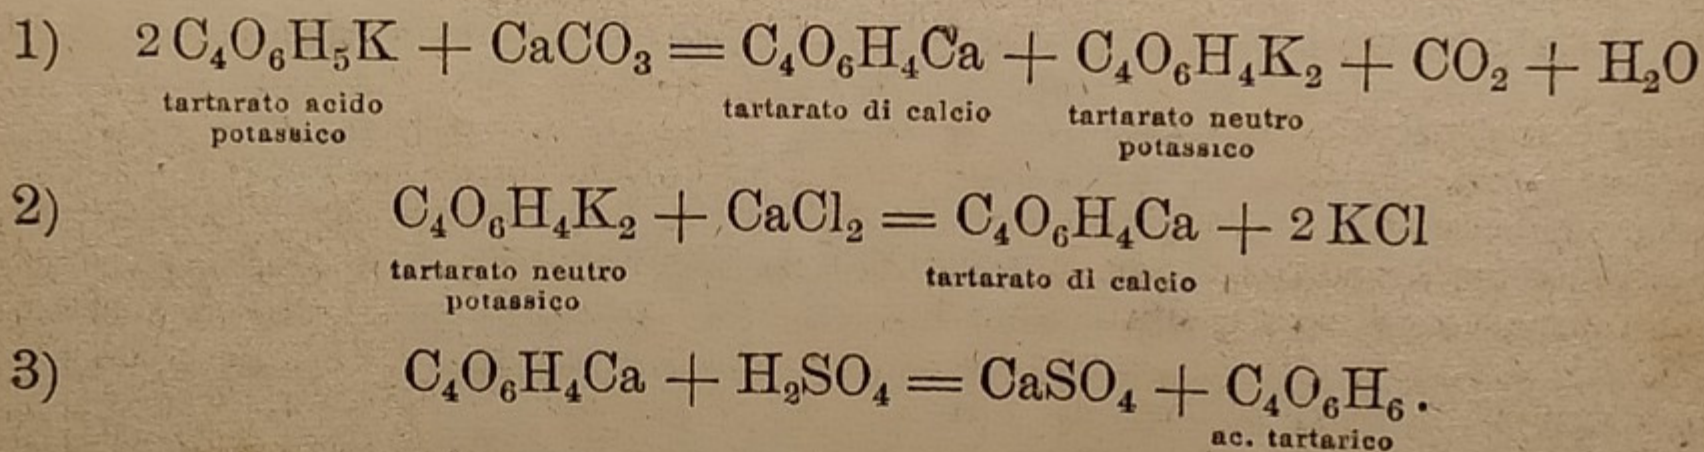 1) 2 C₄O₆H₅K + CaCO₃ = C₄O₆H₄Ca + C₄O₆H₄K₂ + CO₂ + H₂O
tartarato acido tartarato di calcio tartarato neutro
potassico potassico
2) C₄O₆H₄K₂ + CaCl₂ = C₄O₆H₄Ca + 2 KCl
tartarato neutro tartarato di calcio
potassico
3) C₄O₆H₄Ca + H₂SO₄ = CaSO₄ + C₄O₆H₆.
ac. tartarico